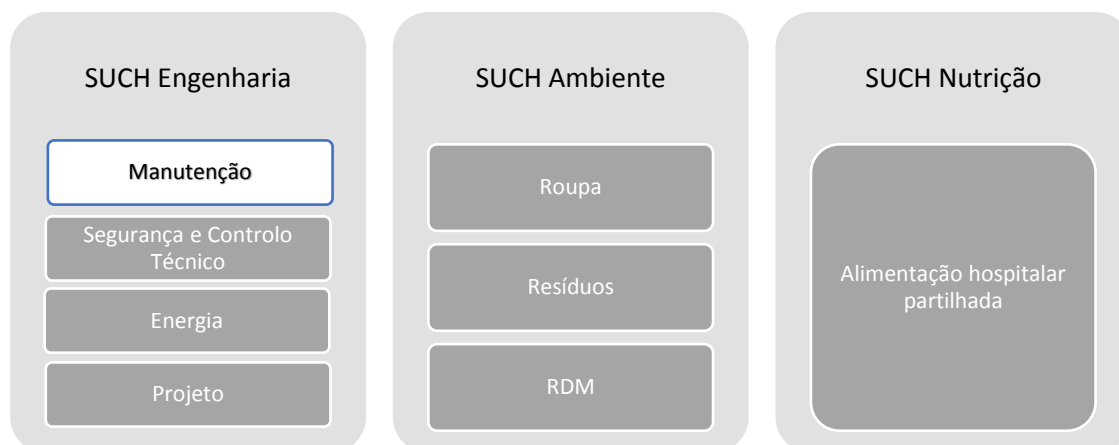 SUCH Engenharia
Manutenção
Segurança e Controlo
Técnico
Energia
Projeto
SUCH Ambiente
Roupa
Resíduos
RDM
SUCH Nutrição
Alimentação hospitalar
partilhada